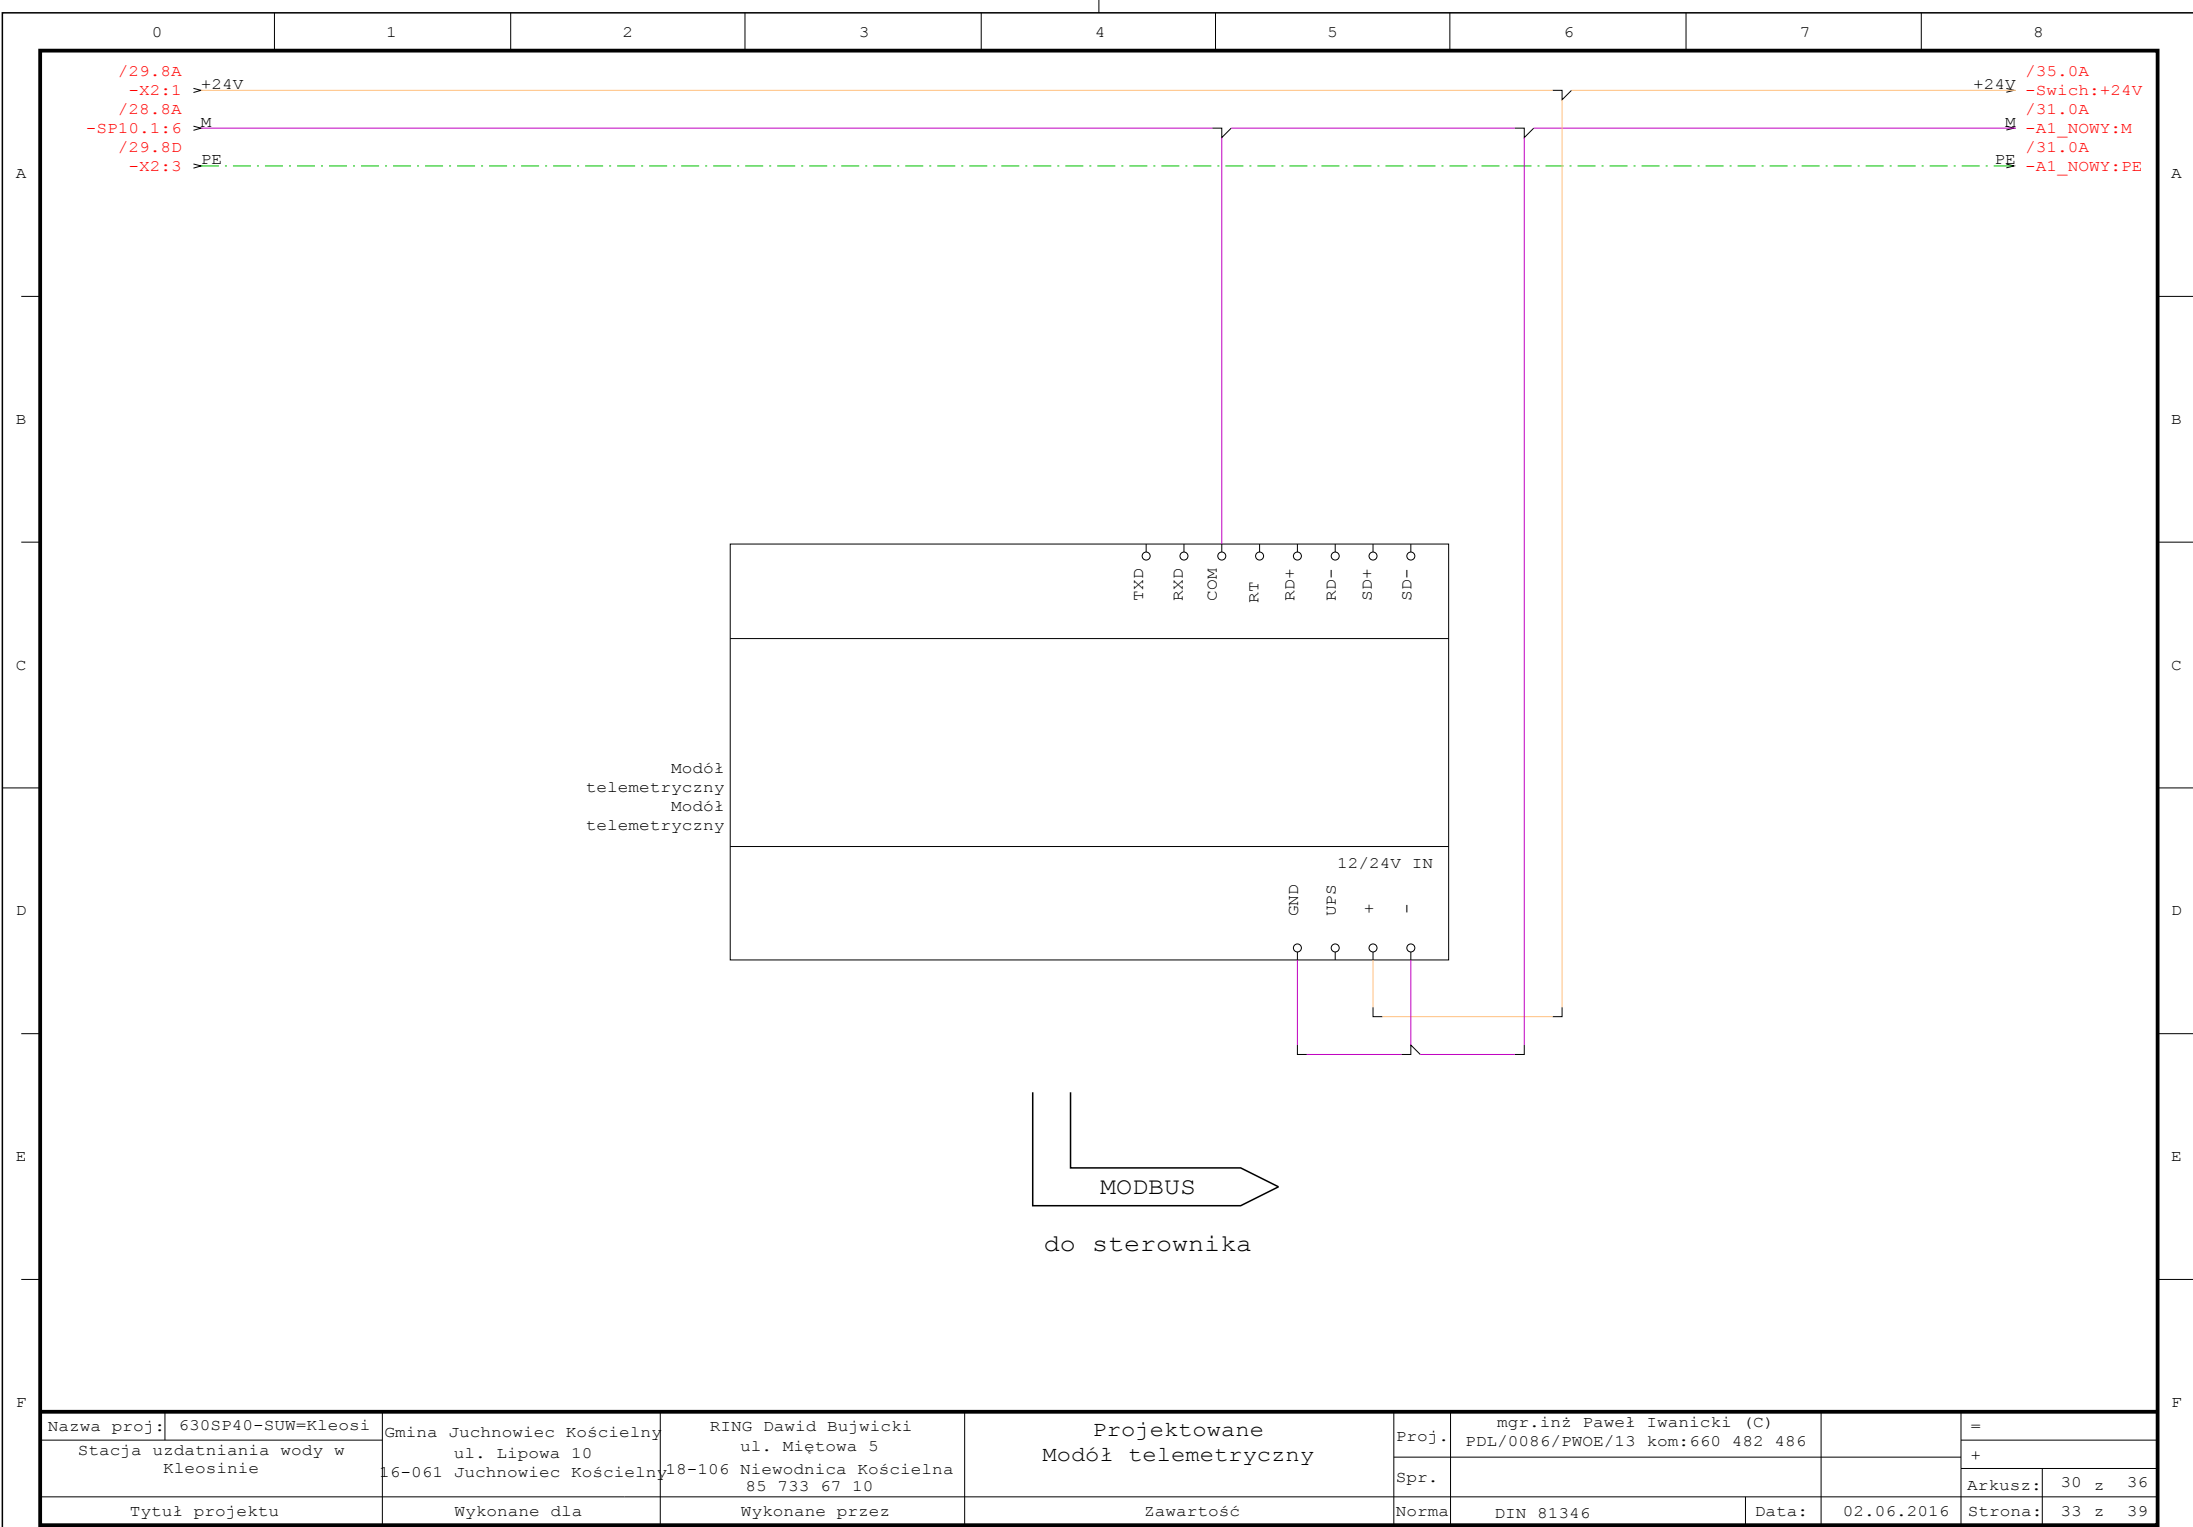 0 1 2 3 4 5 6 7 8
/29.8A
-X2:1
+24V
/28.8A
-SP10.1:6
M
/29.8D
-X2:3
PE
/35.0A
+24V
-Swich:+24V
/31.0A
M
-A1_NOWY:M
/31.0A
PE
-A1_NOWY:PE
A A
B B
TXD RXD COM RT RD+ RD- SD+ SD-
C C
Modół
telemetryczny
Modół
telemetryczny
12/24V IN
GND UPS + -
D D
E E
MODBUS
do sterownika
F F
Nazwa proj: 630SP40-SUW=Kleosi
Stacja uzdatniania wody w
Kleosinie
Tytuł projektu
Gmina Juchnowiec Kościelny
ul. Lipowa 10
16-061 Juchnowiec Kościelny
Wykonane dla
RING Dawid Bujwicki
ul. Miętowa 5
18-106 Niewodnica Kościelna
85 733 67 10
Wykonane przez
Projektowane
Modół telemetryczny
Zawartość
Proj.
mgr.inż Paweł Iwanicki (C)
PDL/0086/PWOE/13 kom:660 482 486
Spr.
Norma DIN 81346 Data: 02.06.2016
=
+
Arkusz: 30 z 36
Strona: 33 z 39